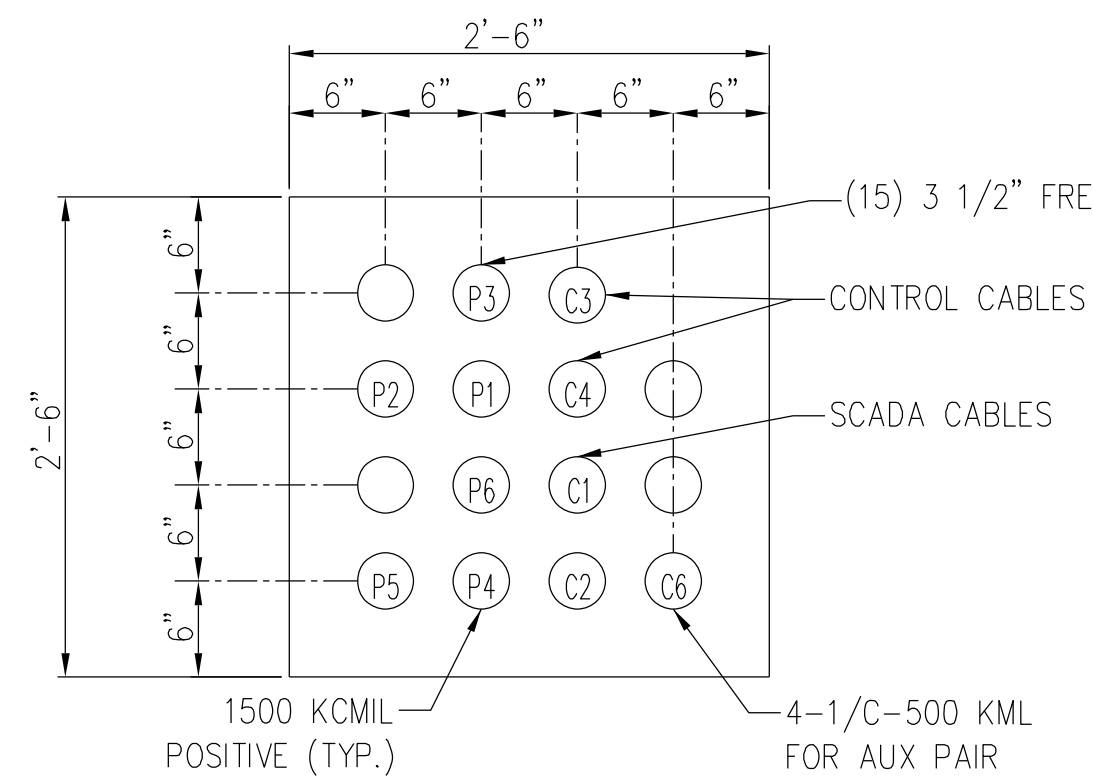 2'-6"
6" 6" 6" 6" 6"
(15) 3 1/2" FRE
6"
P3 C3
CONTROL CABLES
6"
P2 P1 C4
SCADA CABLES
2'-6"
6"
P6 C1
6"
P5 P4 C2 C6
6"
1500 KCMIL
POSITIVE (TYP.)
4-1/C-500 KML
FOR AUX PAIR